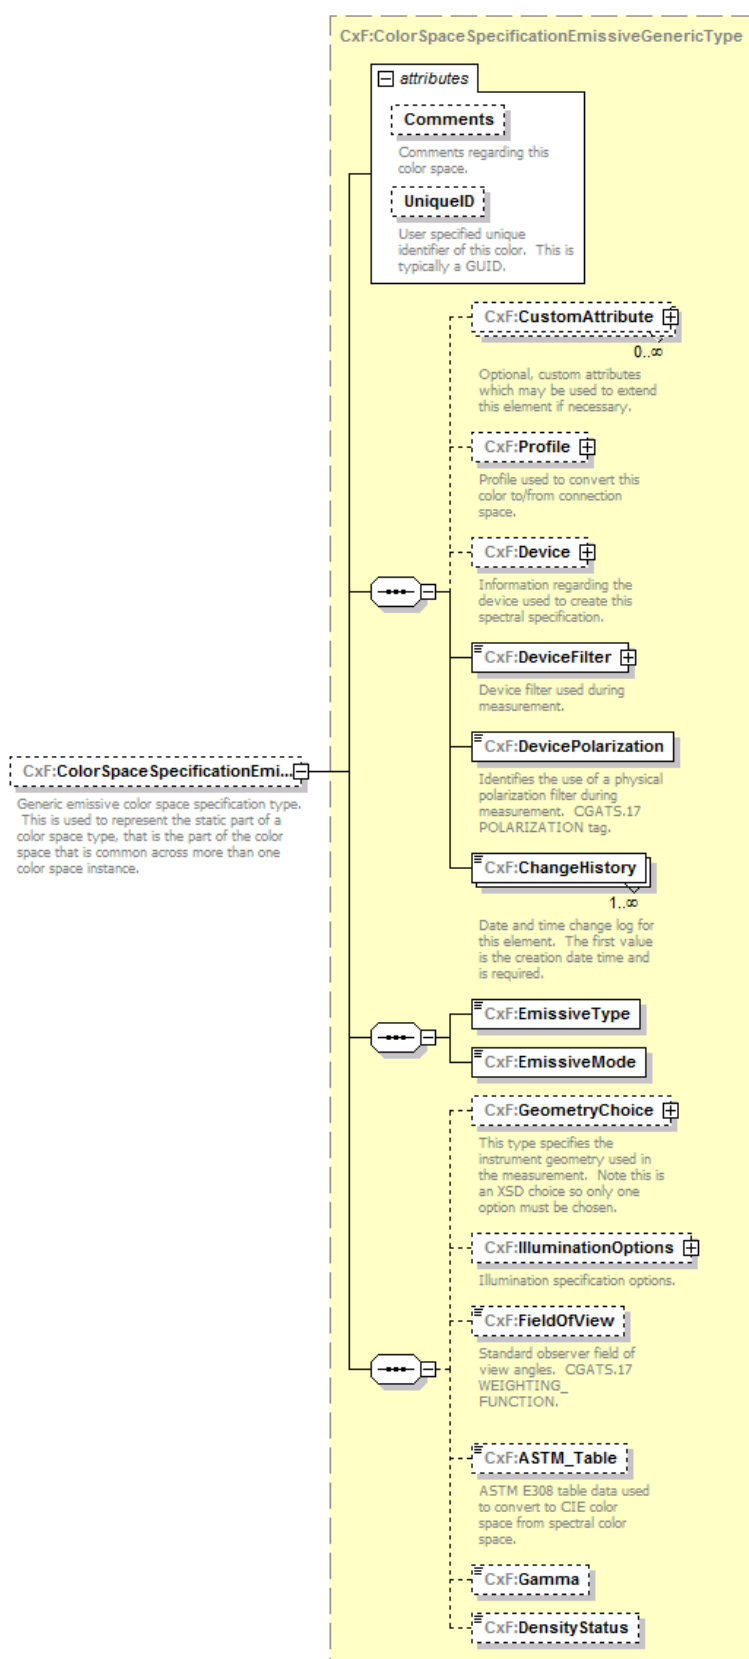 CxF:ColorSpaceSpecificationEmissiveGenericType
attributes
Comments
Comments regarding this
color space.
UniqueID
User specified unique
identifier of this color. This is
typically a GUID.
CxF:CustomAttribute
0..∞
Optional, custom attributes
which may be used to extend
this element if necessary.
CxF:Profile
Profile used to convert this
color to/from connection
space.
CxF:Device
Information regarding the
device used to create this
spectral specification.
CxF:DeviceFilter
Device filter used during
measurement.
CxF:DevicePolarization
Identifies the use of a physical
polarization filter during
measurement. CGATS.17
POLARIZATION tag.
CxF:ColorSpaceSpecificationEmi...
Generic emissive color space specification type.
This is used to represent the static part of a
color space type, that is the part of the color
space that is common across more than one
color space instance.
CxF:ChangeHistory
1..∞
Date and time change log for
this element. The first value
is the creation date time and
is required.
CxF:EmissiveType
CxF:EmissiveMode
CxF:GeometryChoice
This type specifies the
instrument geometry used in
the measurement. Note this is
an XSD choice so only one
option must be chosen.
CxF:IlluminationOptions
Illumination specification options.
CxF:FieldOfView
Standard observer field of
view angles. CGATS.17
WEIGHTING_
FUNCTION.
CxF:ASTM_Table
ASTM E308 table data used
to convert to CIE color
space from spectral color
space.
CxF:Gamma
CxF:DensityStatus